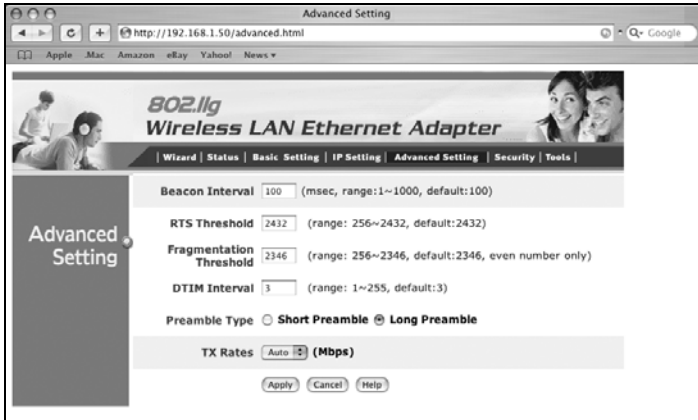 Advanced Setting
http://192.168.1.50/advanced.html
Google
Apple .Mac Amazon eBay Yahoo! News
802.11g
Wireless LAN Ethernet Adapter
| Wizard | Status | Basic Setting | IP Setting | Advanced Setting | Security | Tools |
Advanced
Setting
Beacon Interval 100 (msec, range:1~1000, default:100)
RTS Threshold 2432 (range: 256~2432, default:2432)
Fragmentation
Threshold 2346 (range: 256~2346, default:2346, even number only)
DTIM Interval 3 (range: 1~255, default:3)
Preamble Type Short Preamble Long Preamble
TX Rates Auto (Mbps)
Apply Cancel Help